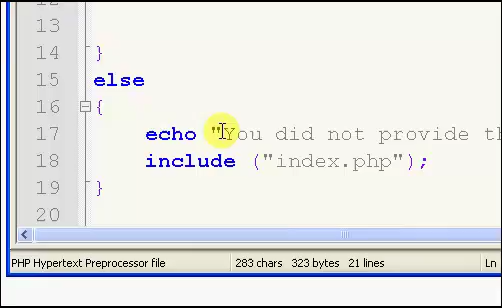 12
13
14 }
15 else
16 {
17 echo "You did not provide
18 include ("index.php");
19 }
20
PHP Hypertext Preprocessor file 283 chars 323 bytes 21 lines Ln